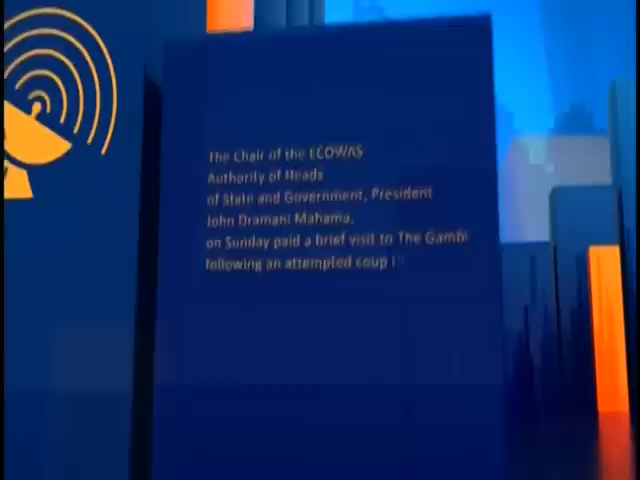 The Chair of the ECOWAS
Authority of Heads
of State and Government, President
John Dramani Mahama,
on Sunday paid a brief visit to The Gambi
following an attempted coup i